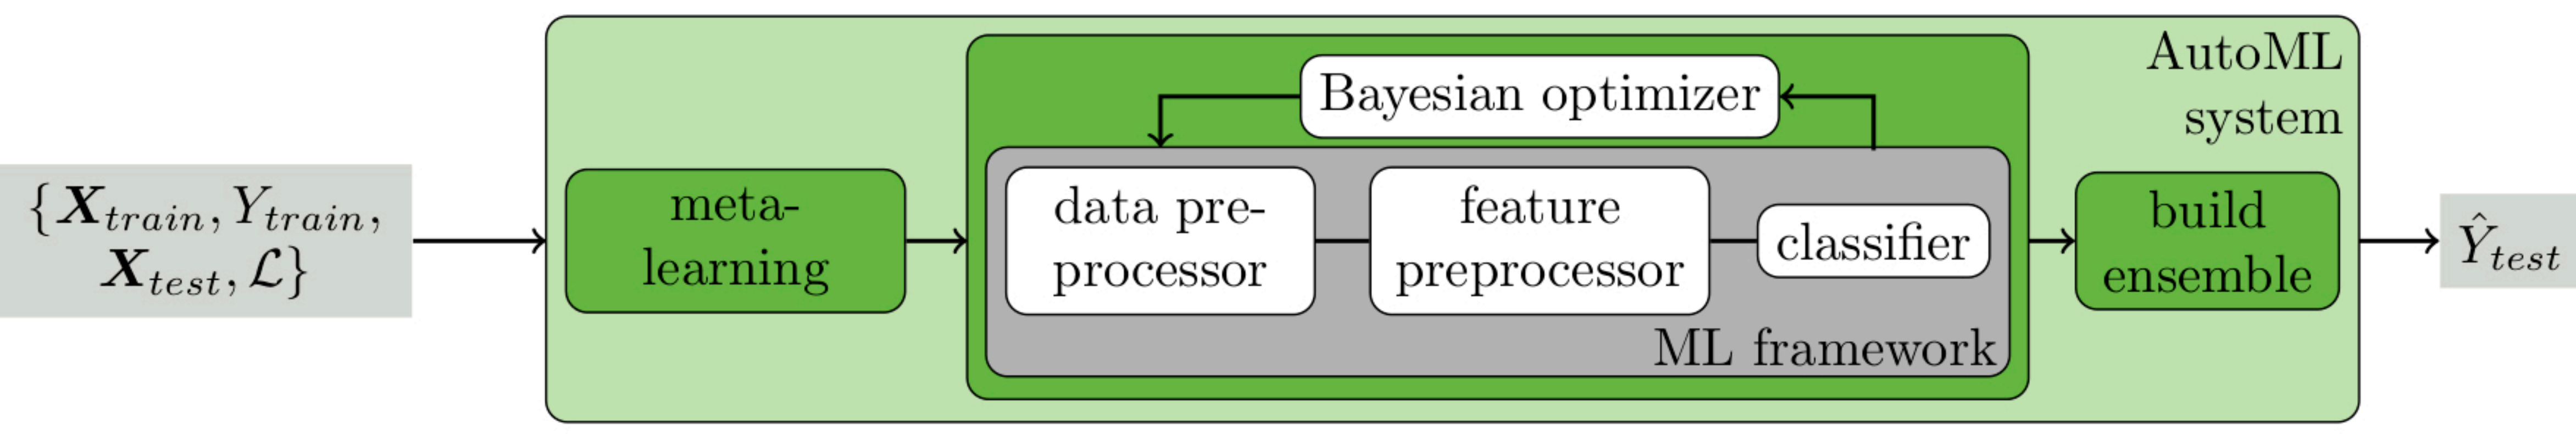 {𝑿_train, Y_train,
𝑿_test, ℒ}
meta-
learning
Bayesian optimizer
data pre-
processor
feature
preprocessor
classifier
ML framework
AutoML
system
build
ensemble
Ŷ_test